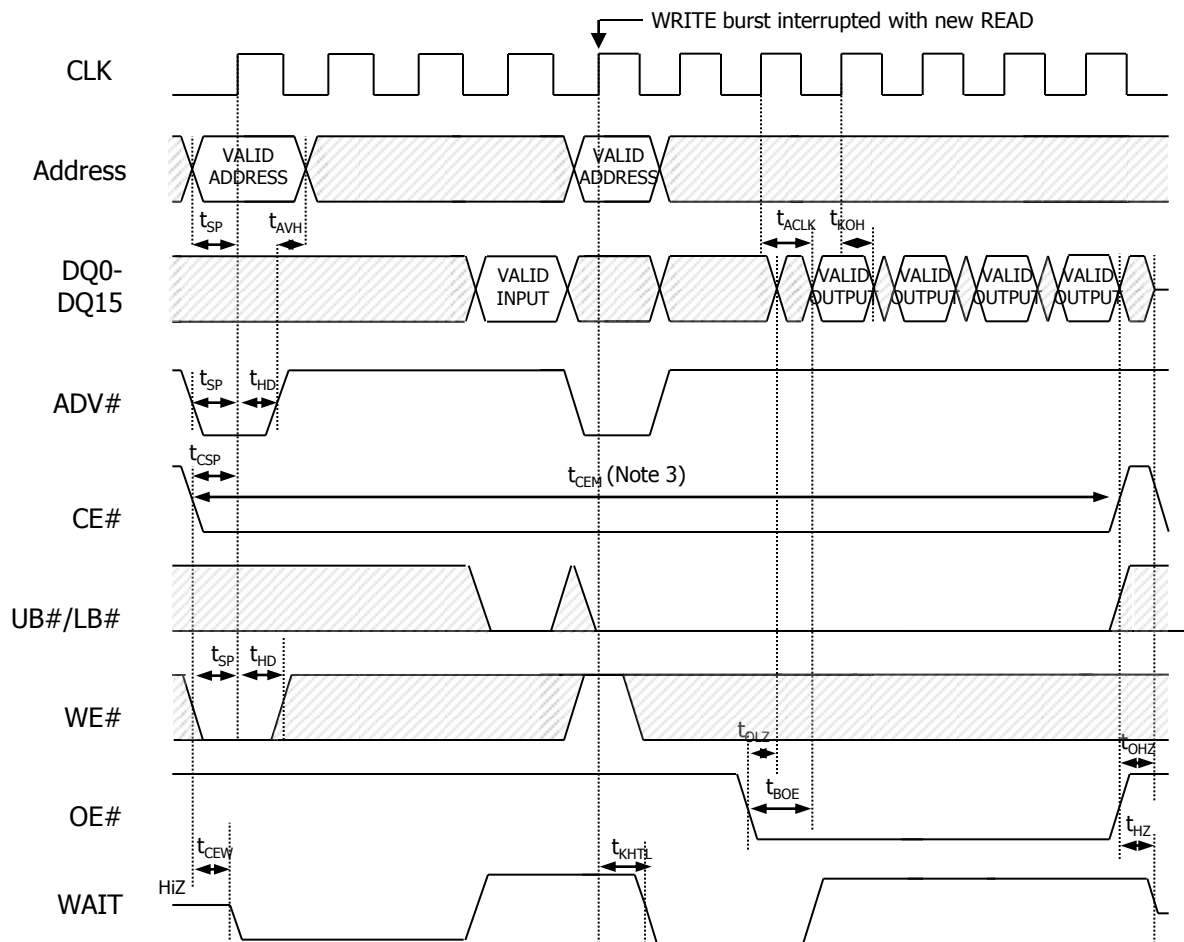 WRITE burst interrupted with new READ
CLK
Address
VALID
ADDRESS
VALID
ADDRESS
tSP
tAVH
tACLK
tKOH
DQ0-
DQ15
VALID
INPUT
VALID
OUTPUT
VALID
OUTPUT
VALID
OUTPUT
VALID
OUTPUT
ADV#
tSP
tHD
tCSP
CE#
tCEM (Note 3)
UB#/LB#
tSP
tHD
WE#
tOLZ
tOHZ
OE#
tBOE
tHZ
tCEW
tKHTL
HiZ
WAIT